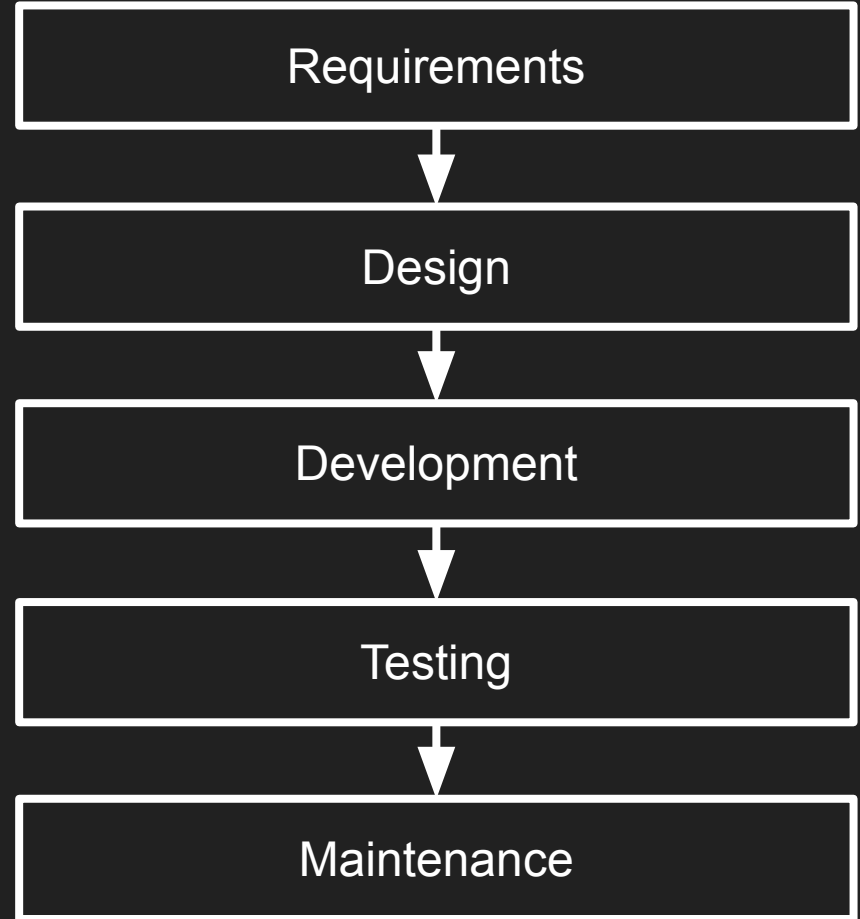 Requirements
Design
Development
Testing
Maintenance